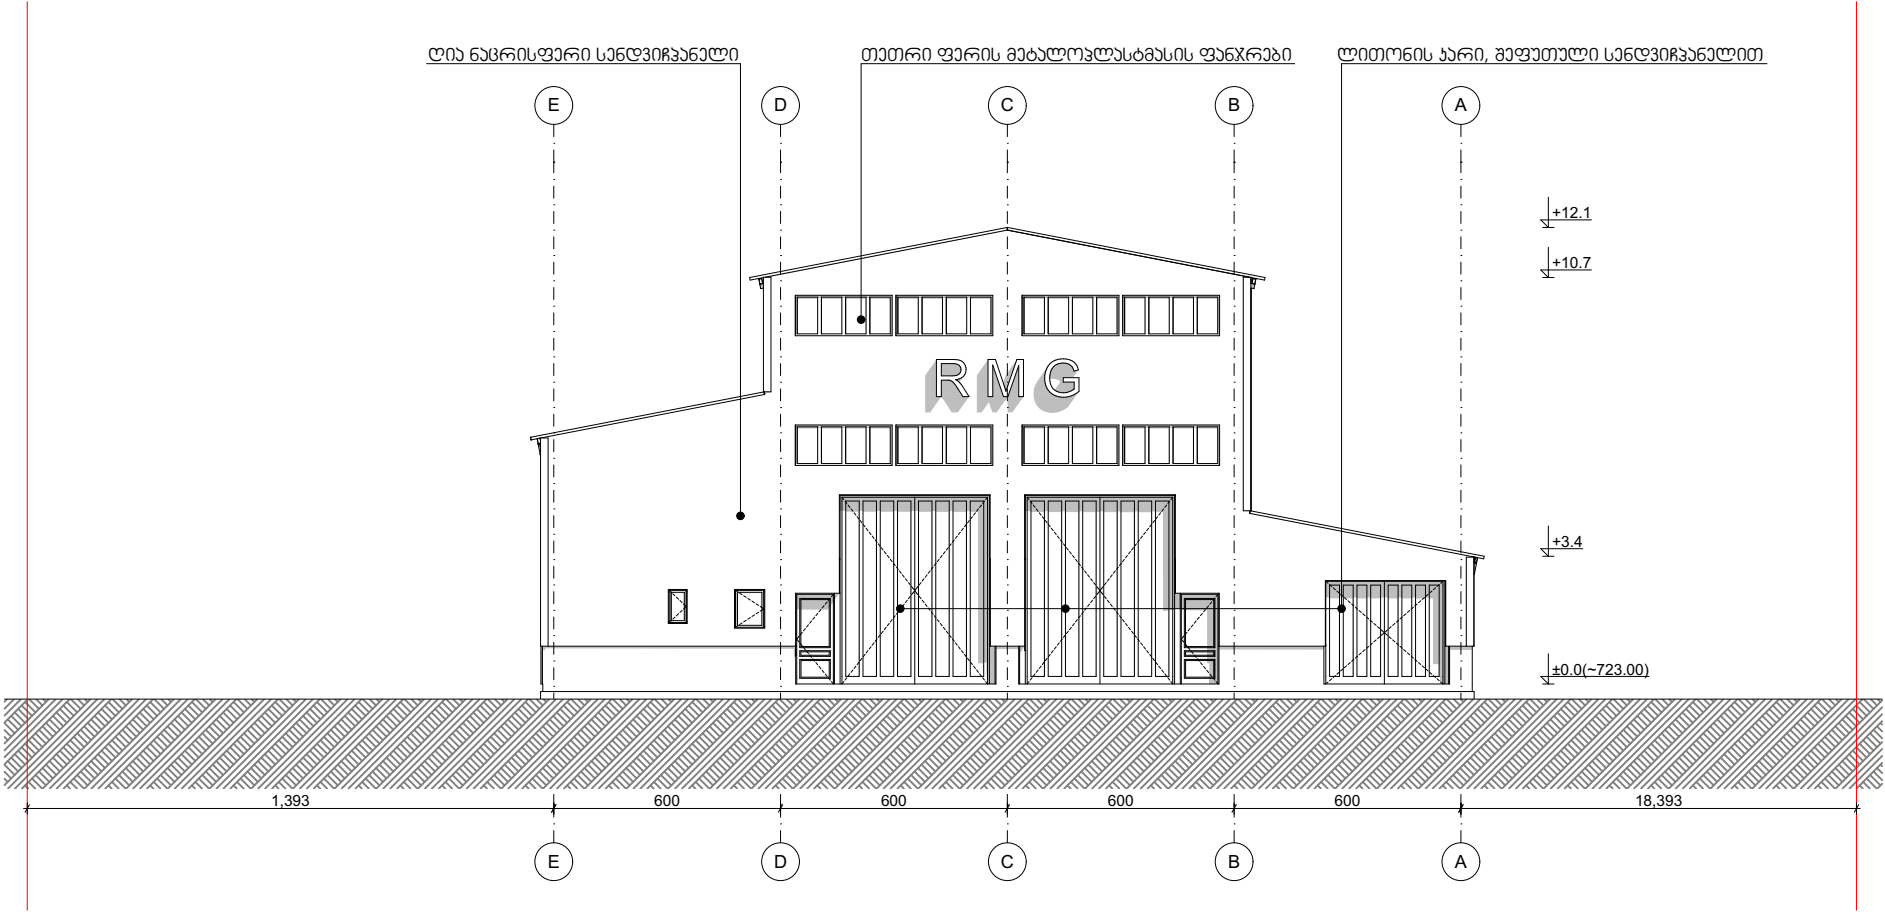 ღია ნაცრისფერი სენდვიჩპანელი
თეთრი ფერის მეტალოპლასტმასის ფანჯრები
ლითონის კარი, შეფუთული სენდვიჩპანელით
E D C B A
+12.1
+10.7
RMG
+3.4
±0.0(~723.00)
1,393 600 600 600 600 18,393
E D C B A